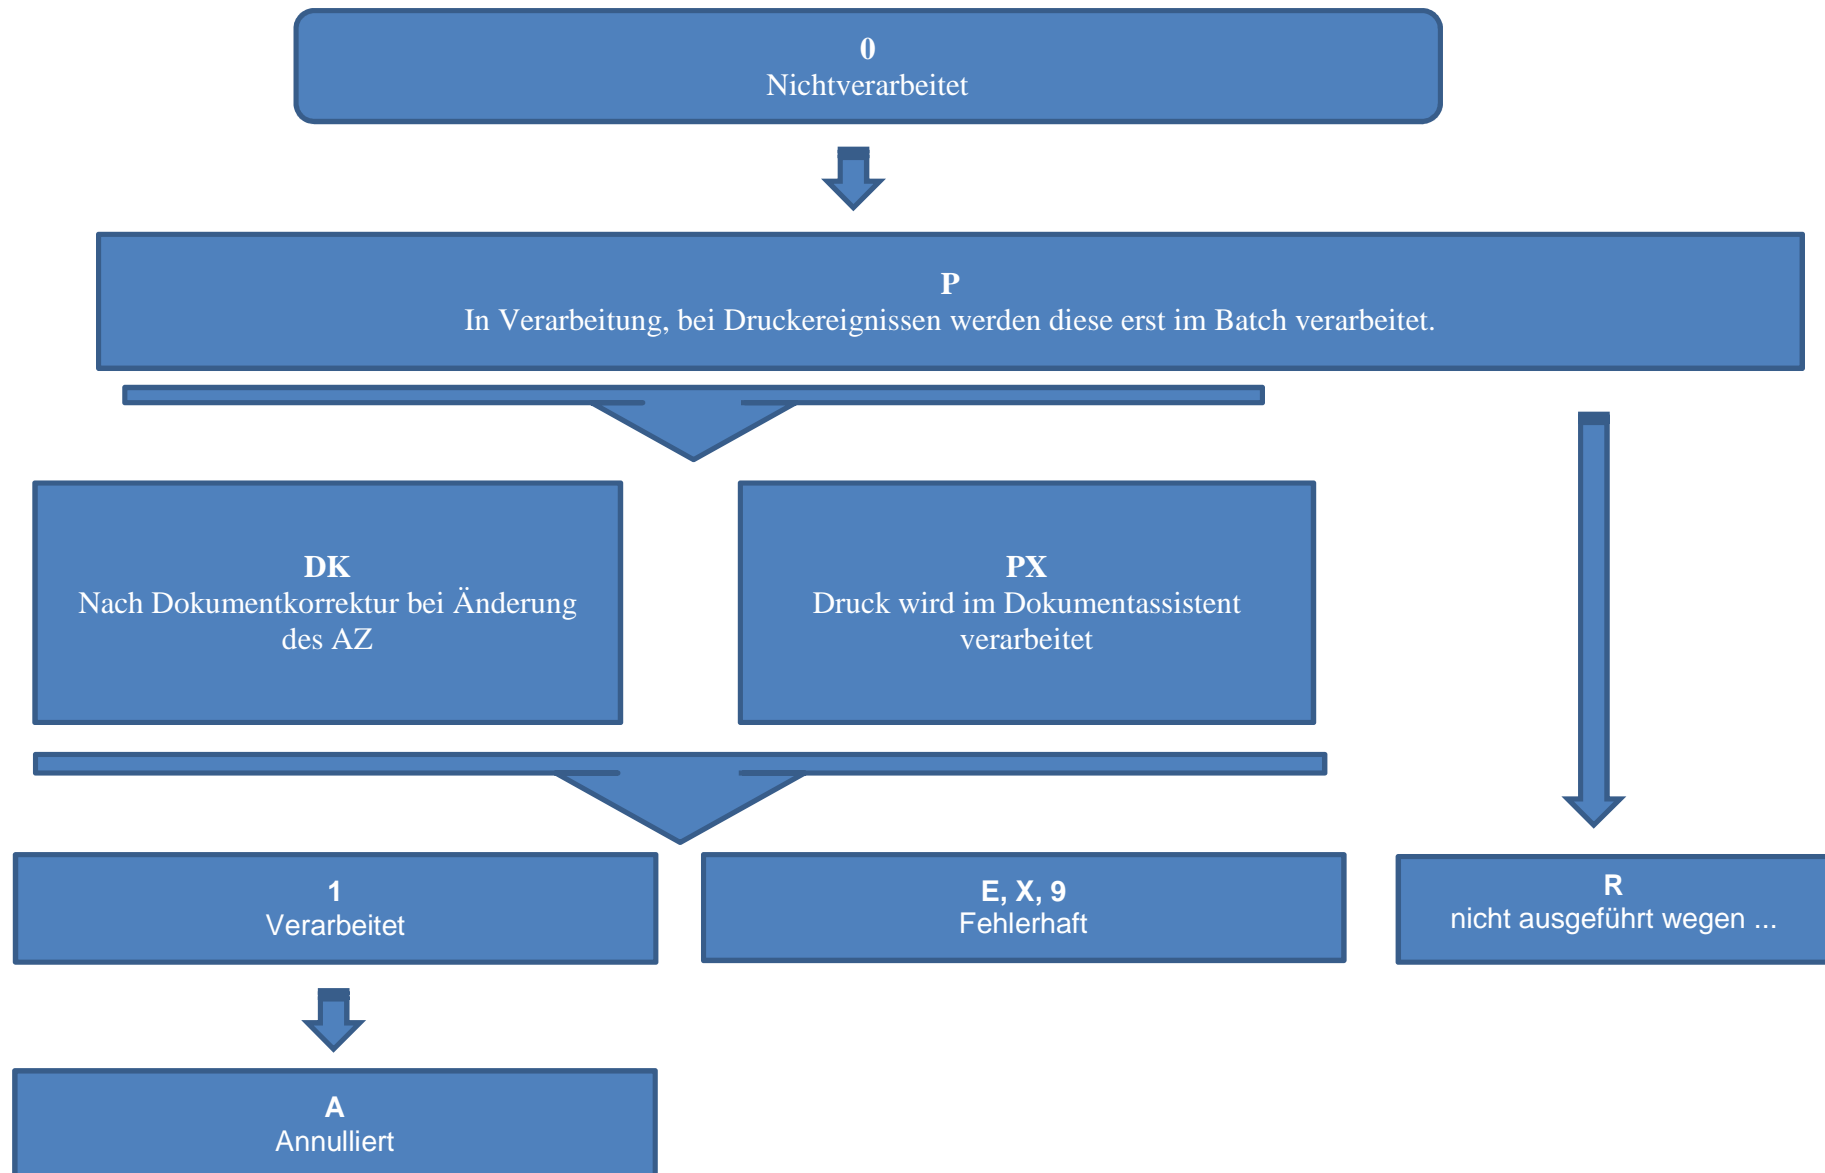 0
Nichtverarbeitet
P
In Verarbeitung, bei Druckereignissen werden diese erst im Batch verarbeitet.
DK
Nach Dokumentkorrektur bei Änderung
des AZ
PX
Druck wird im Dokumentassistent
verarbeitet
1
Verarbeitet
E, X, 9
Fehlerhaft
R
nicht ausgeführt wegen ...
A
Annulliert